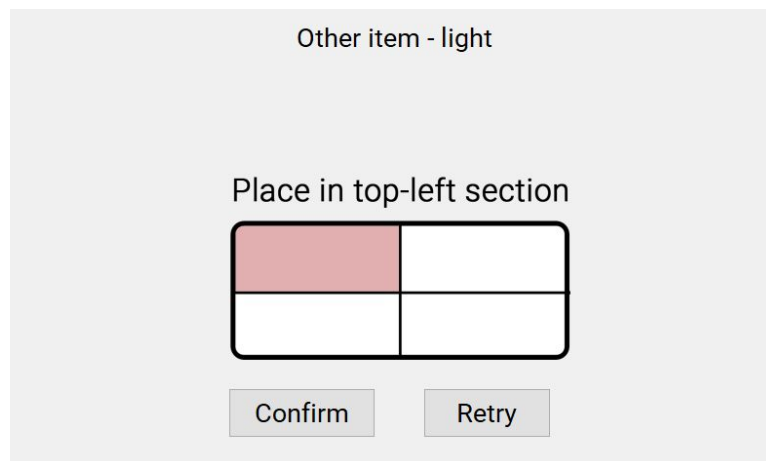 Other item - light
Place in top-left section
Confirm
Retry